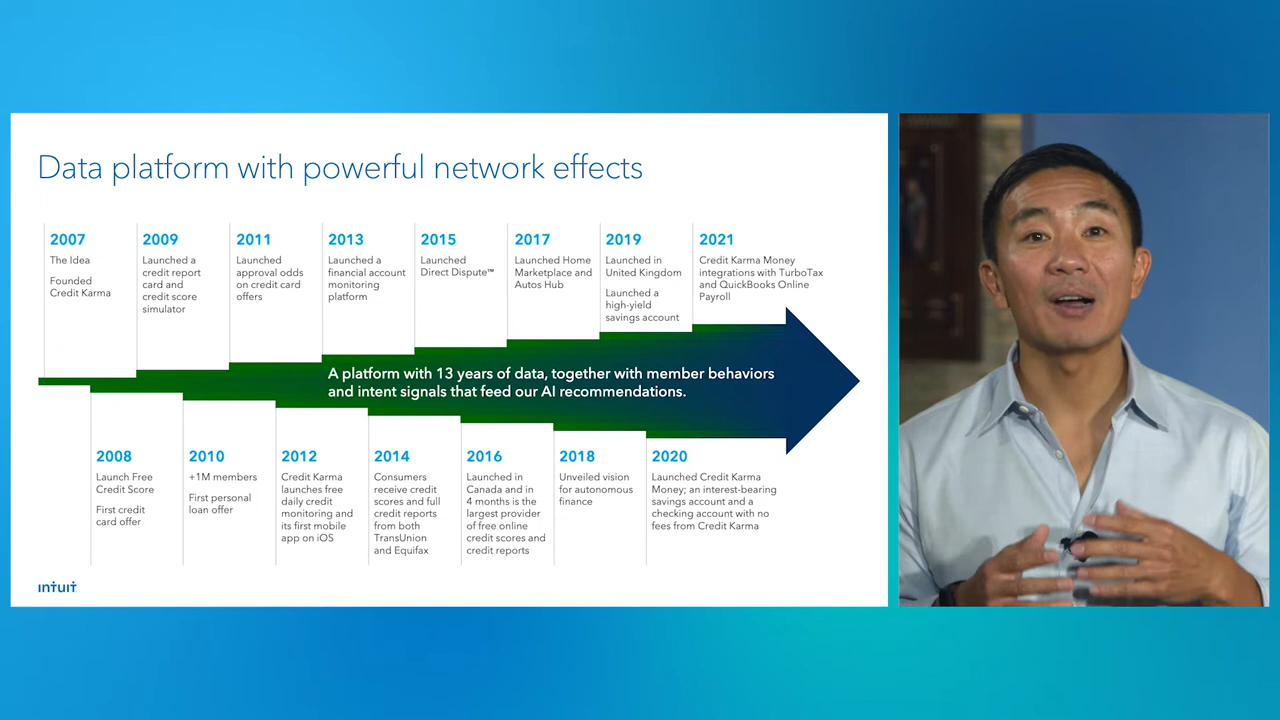 Data platform with powerful network effects
2007
The Idea
Founded
Credit Karma
2009
Launched a
credit report
card and
credit score
simulator
2011
Launched
approval odds
on credit card
offers
2013
Launched a
financial account
monitoring
platform
2015
Launched
Direct Dispute™
2017
Launched Home
Marketplace and
Autos Hub
2019
Launched in
United Kingdom
Launched a
high-yield
savings account
2021
Credit Karma Money
integrations with TurboTax
and QuickBooks Online
Payroll
A platform with 13 years of data, together with member behaviors
and intent signals that feed our AI recommendations.
2008
Launch Free
Credit Score
First credit
card offer
2010
+1M members
First personal
loan offer
2012
Credit Karma
launches free
daily credit
monitoring and
its first mobile
app on iOS
2014
Consumers
receive credit
scores and full
credit reports
from both
TransUnion
and Equifax
2016
Launched in
Canada and in
4 months is the
largest provider
of free online
credit scores and
credit reports
2018
Unveiled vision
for autonomous
finance
2020
Launched Credit Karma
Money; an interest-bearing
savings account and a
checking account with no
fees from Credit Karma
ıntuıt